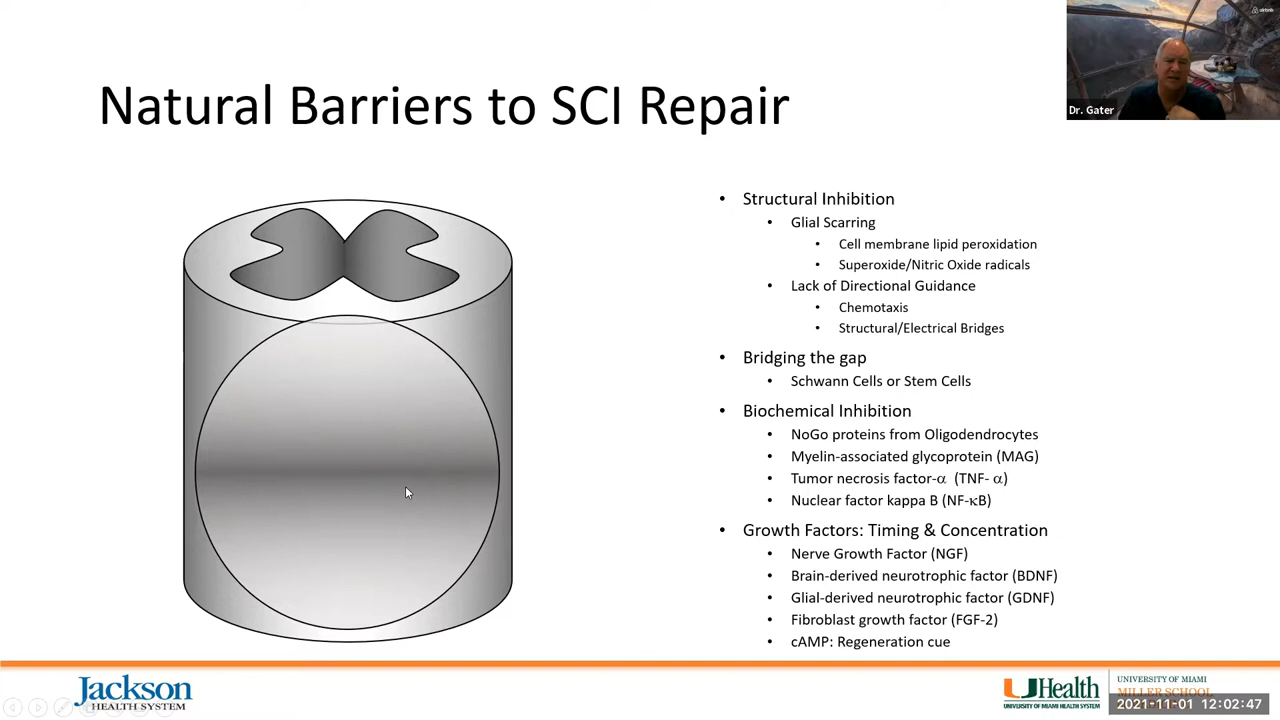 airbnb
Dr. Gater
Natural Barriers to SCI Repair
• Structural Inhibition
• Glial Scarring
• Cell membrane lipid peroxidation
• Superoxide/Nitric Oxide radicals
• Lack of Directional Guidance
• Chemotaxis
• Structural/Electrical Bridges
• Bridging the gap
• Schwann Cells or Stem Cells
• Biochemical Inhibition
• NoGo proteins from Oligodendrocytes
• Myelin-associated glycoprotein (MAG)
• Tumor necrosis factor-α (TNF- α)
• Nuclear factor kappa B (NF-κB)
• Growth Factors: Timing & Concentration
• Nerve Growth Factor (NGF)
• Brain-derived neurotrophic factor (BDNF)
• Glial-derived neurotrophic factor (GDNF)
• Fibroblast growth factor (FGF-2)
• cAMP: Regeneration cue
Jackson
HEALTH SYSTEM
UHealth
UNIVERSITY OF MIAMI HEALTH SYSTEM
UNIVERSITY OF MIAMI
MILLER SCHOOL
2021-11-01 12:02:47